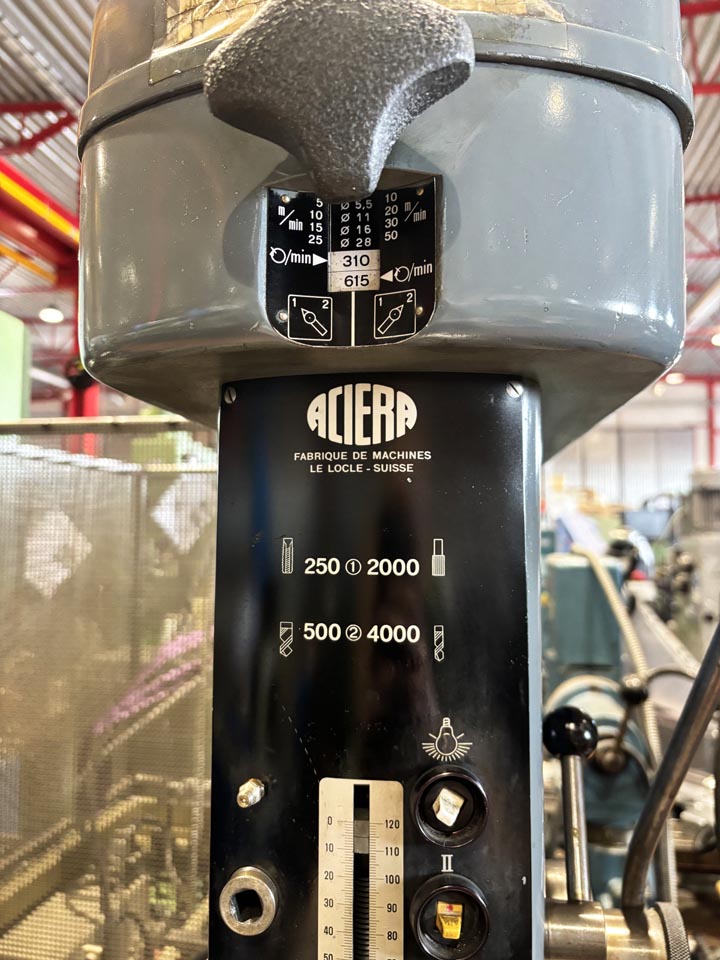 5 Ø 5,5 10
m/min 10 Ø 11 20 m/min
15 Ø 16 30
25 Ø 28 50
/min 310
615 /min
1 2 1 2
ACIERA
FABRIQUE DE MACHINES
LE LOCLE - SUISSE
250 ① 2000
500 ② 4000
0 120
10 110
20 100
30 90
40 80
II